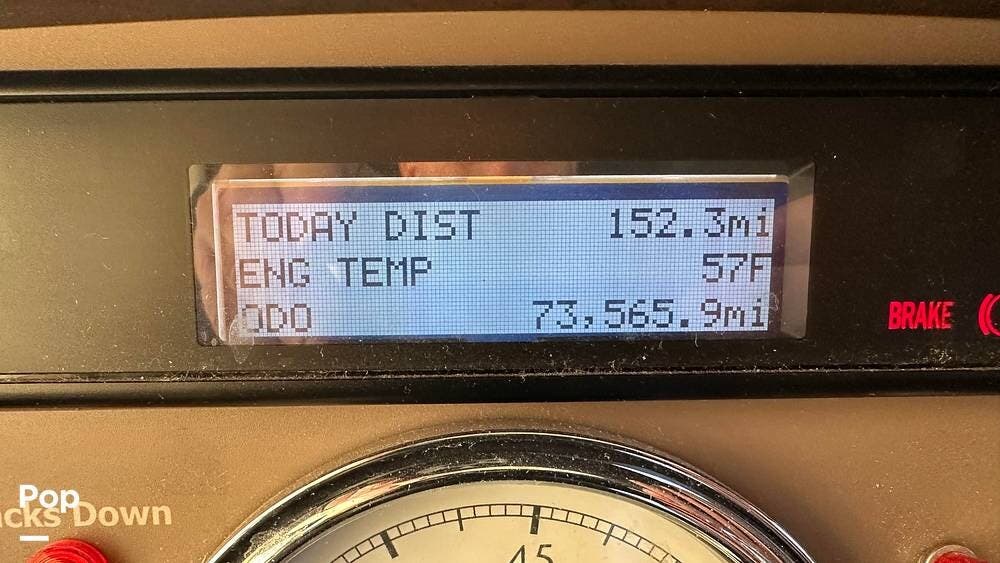 TODAY DIST 152.3mi
ENG TEMP 57F
ODO 73,565.9mi
BRAKE
Pop
Down
45